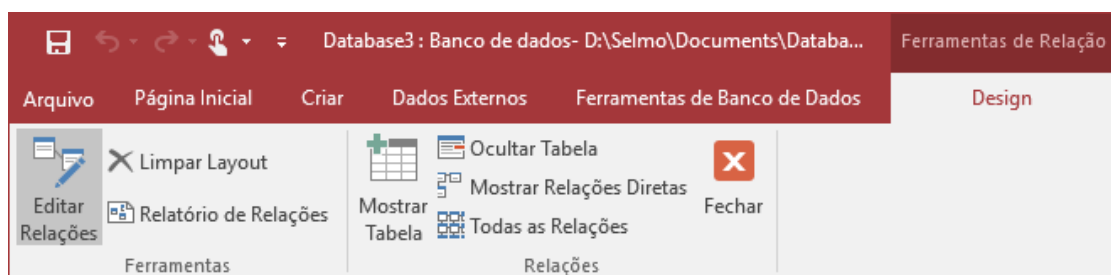 Database3 : Banco de dados- D:\Selmo\Documents\Databa...
Ferramentas de Relação
Arquivo Página Inicial Criar Dados Externos Ferramentas de Banco de Dados Design
Editar
Relações
Limpar Layout
Relatório de Relações
Ferramentas
Mostrar
Tabela
Ocultar Tabela
Mostrar Relações Diretas
Todas as Relações
Fechar
Relações